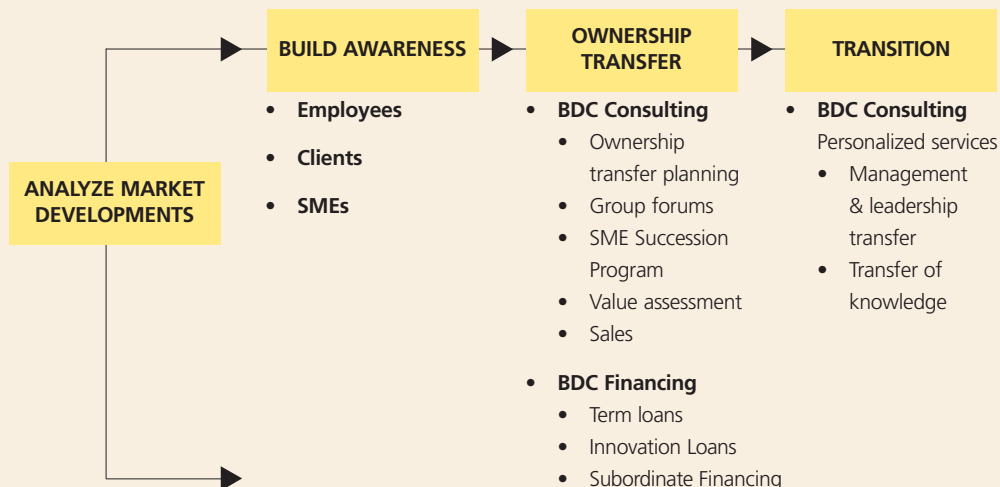 ANALYZE MARKET
DEVELOPMENTS
BUILD AWARENESS
• Employees
• Clients
• SMEs
OWNERSHIP
TRANSFER
• BDC Consulting
• Ownership
transfer planning
• Group forums
• SME Succession
Program
• Value assessment
• Sales
• BDC Financing
• Term loans
• Innovation Loans
• Subordinate Financing
TRANSITION
• BDC Consulting
Personalized services
• Management
& leadership
transfer
• Transfer of
knowledge